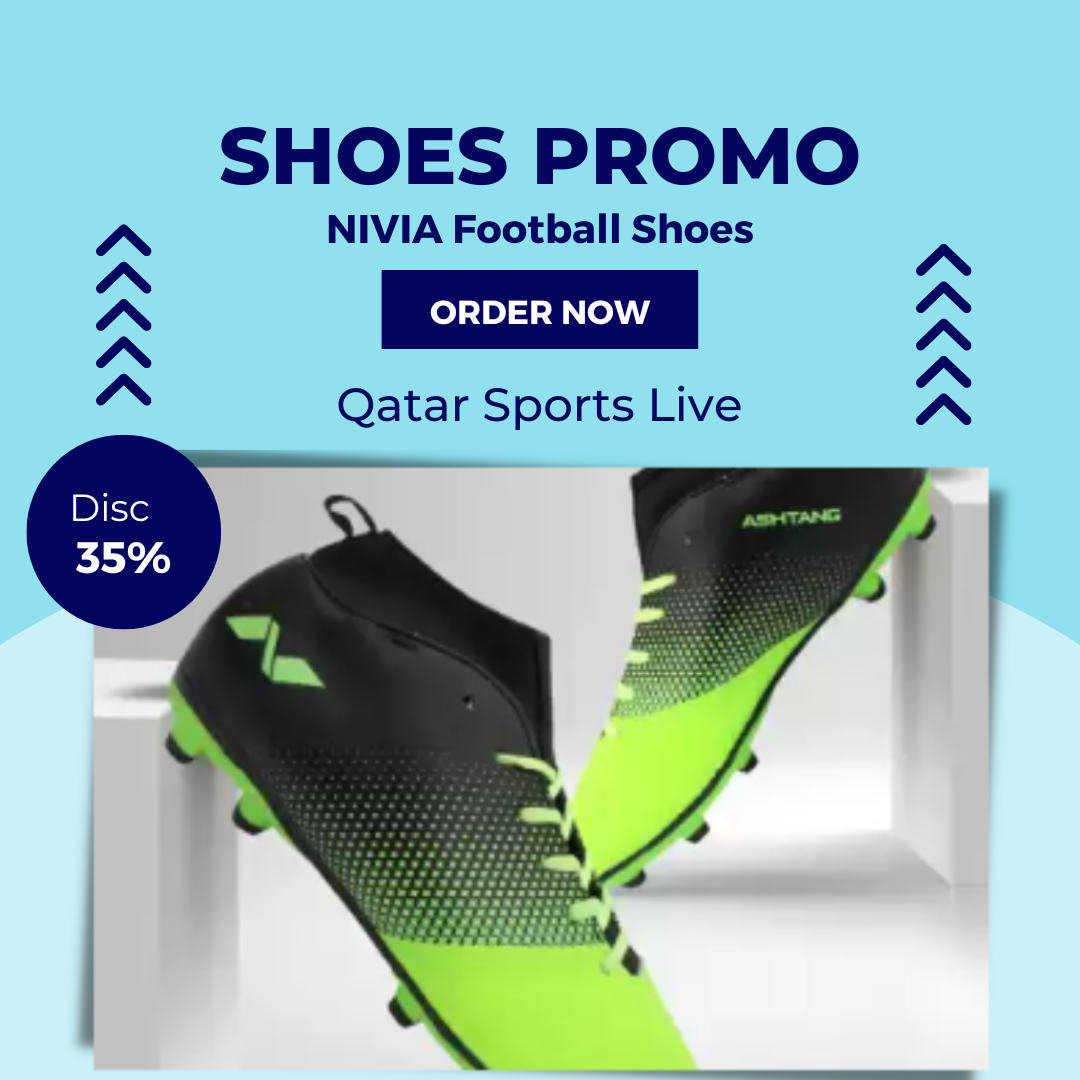 SHOES PROMO
NIVIA Football Shoes
ORDER NOW
Qatar Sports Live
Disc
35%
ASHTANG